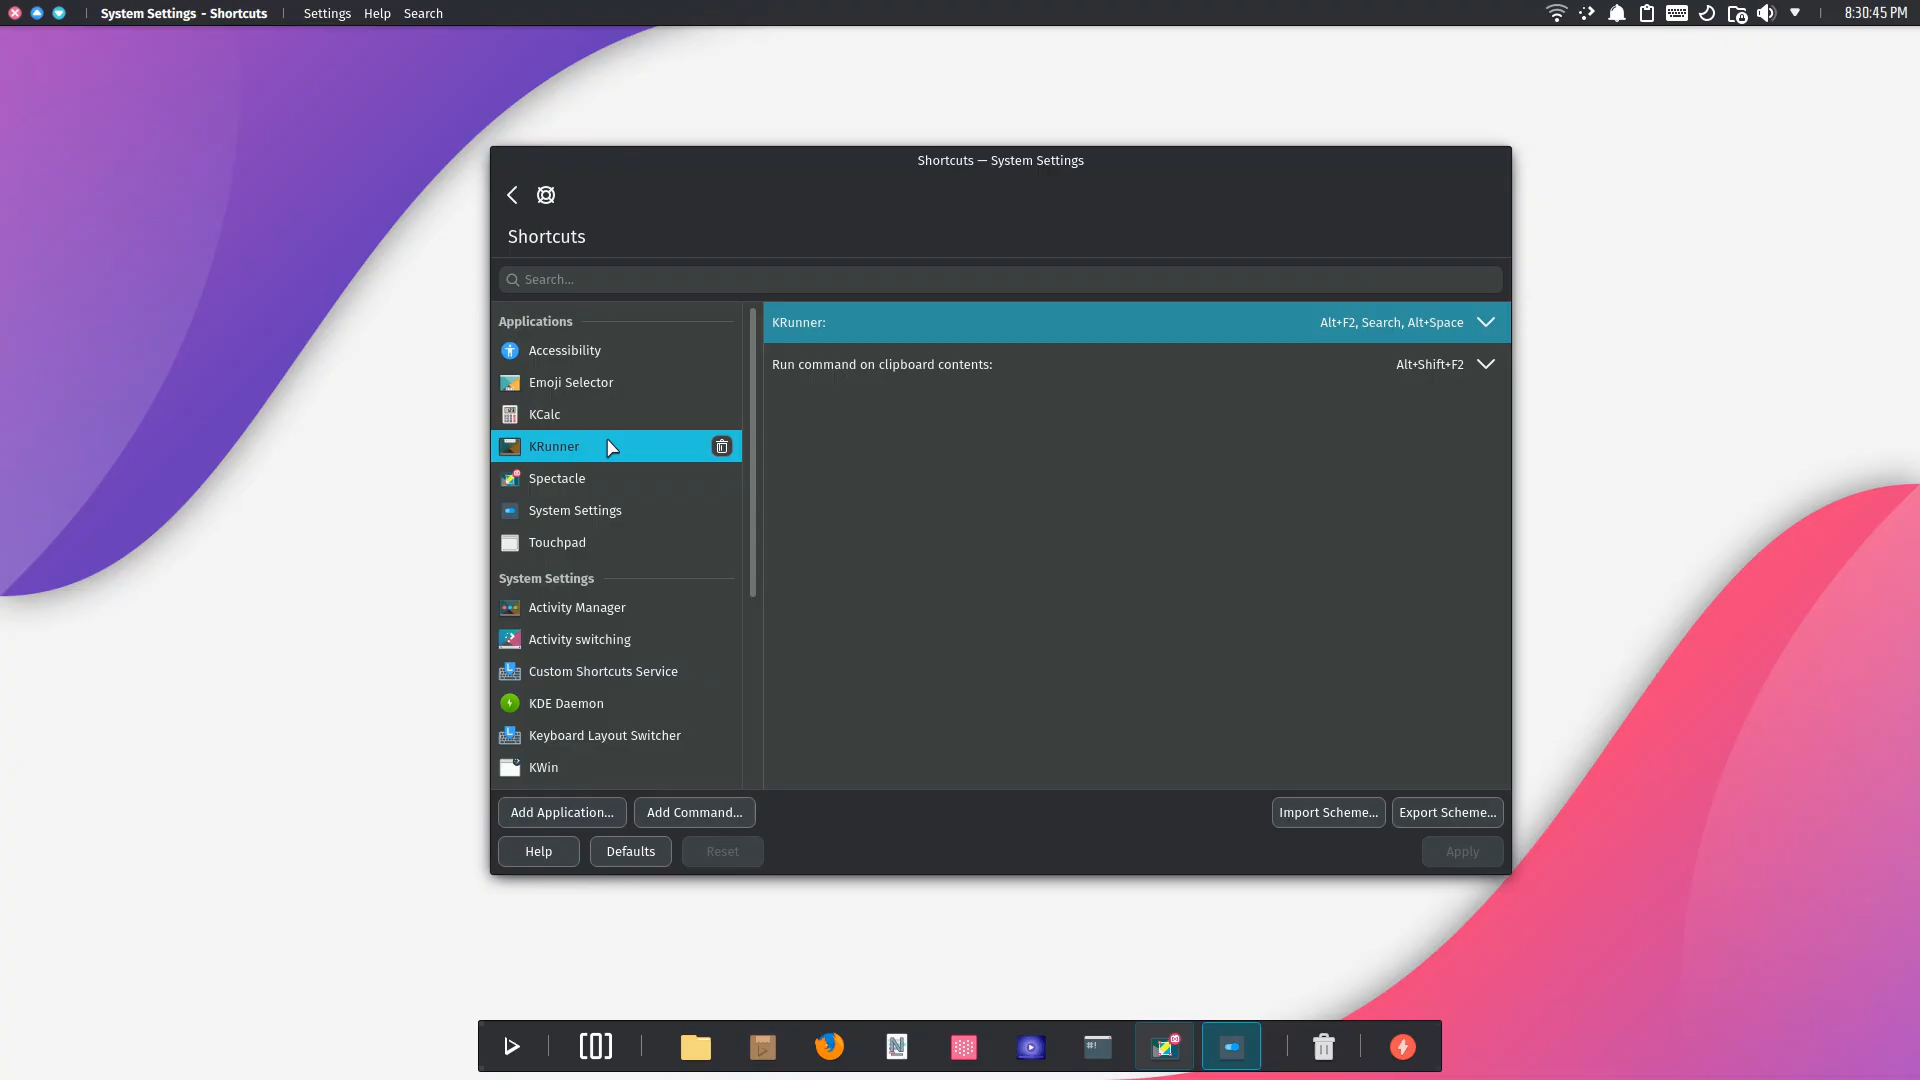 System Settings - Shortcuts
Settings Help Search
8:30:45 PM
Shortcuts — System Settings
Shortcuts
Search...
Applications
Accessibility
Emoji Selector
KCalc
KRunner
Spectacle
System Settings
Touchpad
System Settings
Activity Manager
Activity switching
Custom Shortcuts Service
KDE Daemon
Keyboard Layout Switcher
KWin
KRunner: Alt+F2, Search, Alt+Space
Run command on clipboard contents: Alt+Shift+F2
Add Application... Add Command... Import Scheme... Export Scheme...
Help Defaults Reset Apply